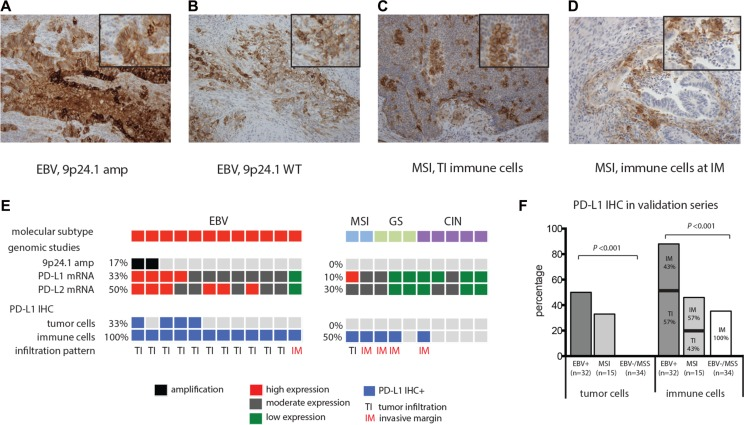 A
B
C
D
EBV, 9p24.1 amp
EBV, 9p24.1 WT
MSI, TI immune cells
MSI, immune cells at IM
E
EBV
MSI GS CIN
molecular subtype
genomic studies
9p24.1 amp 17% 0%
PD-L1 mRNA 33% 10%
PD-L2 mRNA 50% 30%
PD-L1 IHC
tumor cells 33% 0%
immune cells 100% 50%
infiltration pattern TI TI TI TI TI TI TI TI TI TI TI IM TI IM IM IM IM
amplification
high expression
moderate expression
low expression
PD-L1 IHC+
TI tumor infiltration
IM invasive margin
F
PD-L1 IHC in validation series
percentage
100
80
60
40
20
0
P <0,001
P <0,001
IM
43%
TI
57%
IM
57%
TI
43%
IM
100%
EBV+ MSI EBV-/MSS EBV+ MSI EBV-/MSS
(n=32) (n=15) (n=34) (n=32) (n=15) (n=34)
tumor cells immune cells